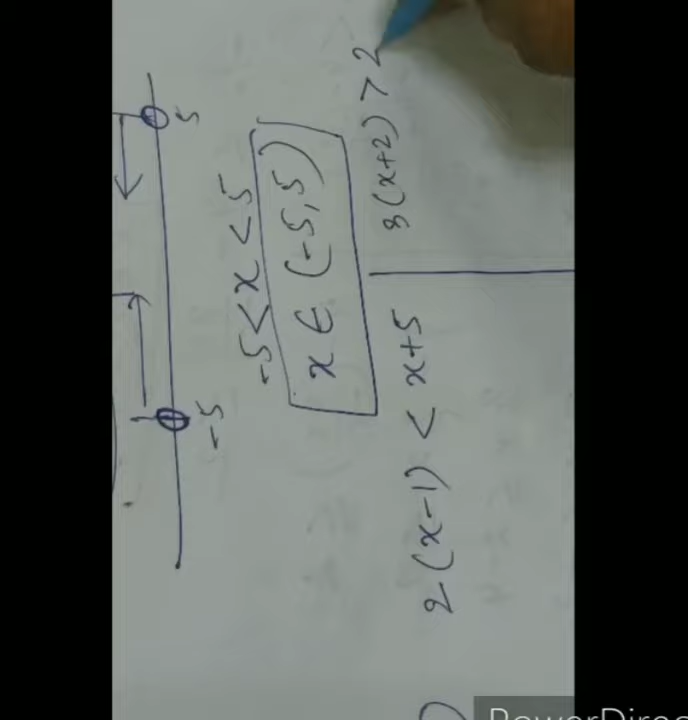 -5 5
-5 < x < 5
x ∈ (-5, 5)
2(x-1) < x+5
3(x+2) > 2